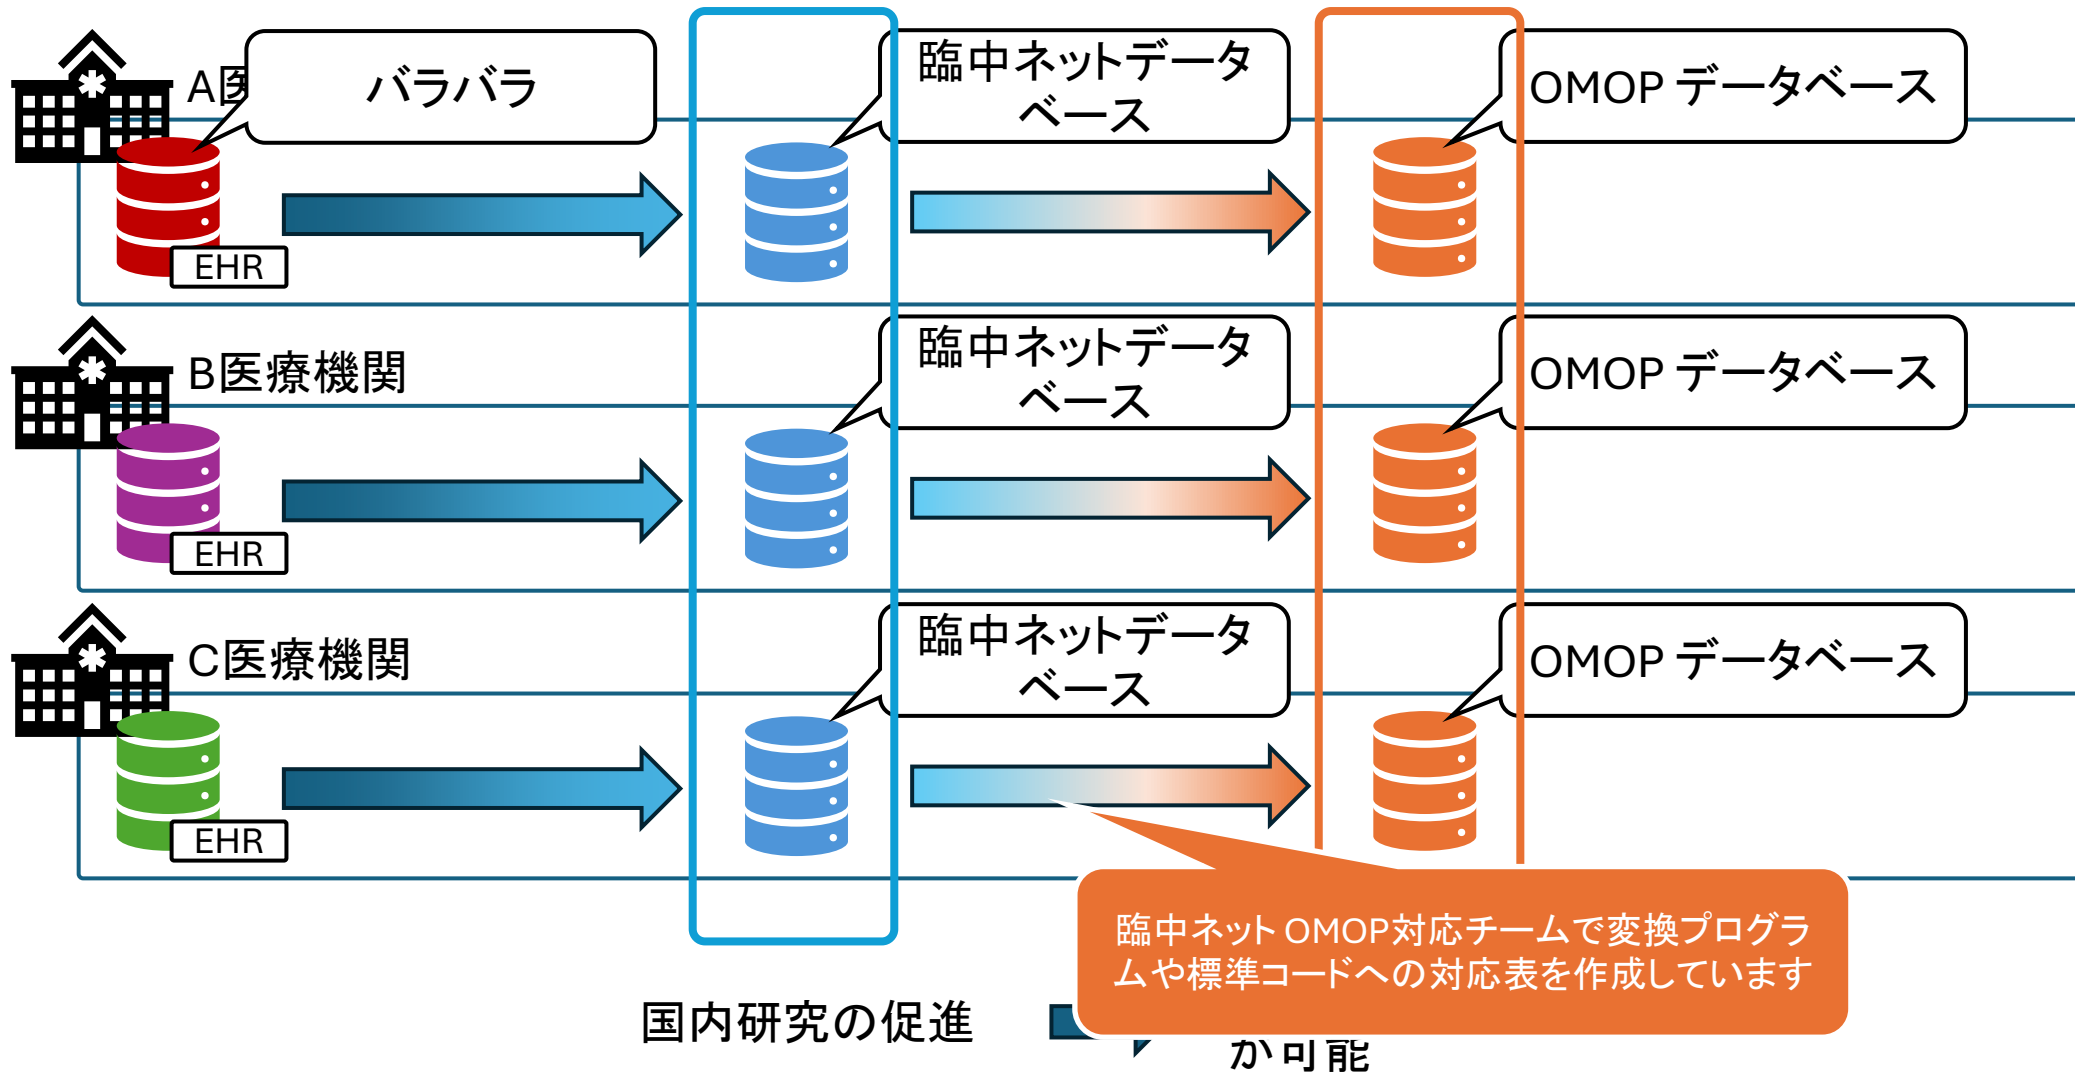 A医
バラバラ
臨中ネットデータ
ベース
OMOP データベース
EHR
B医療機関
臨中ネットデータ
ベース
OMOP データベース
EHR
C医療機関
臨中ネットデータ
ベース
OMOP データベース
EHR
臨中ネット OMOP対応チームで変換プログラ
ムや標準コードへの対応表を作成しています
国内研究の促進
が可能